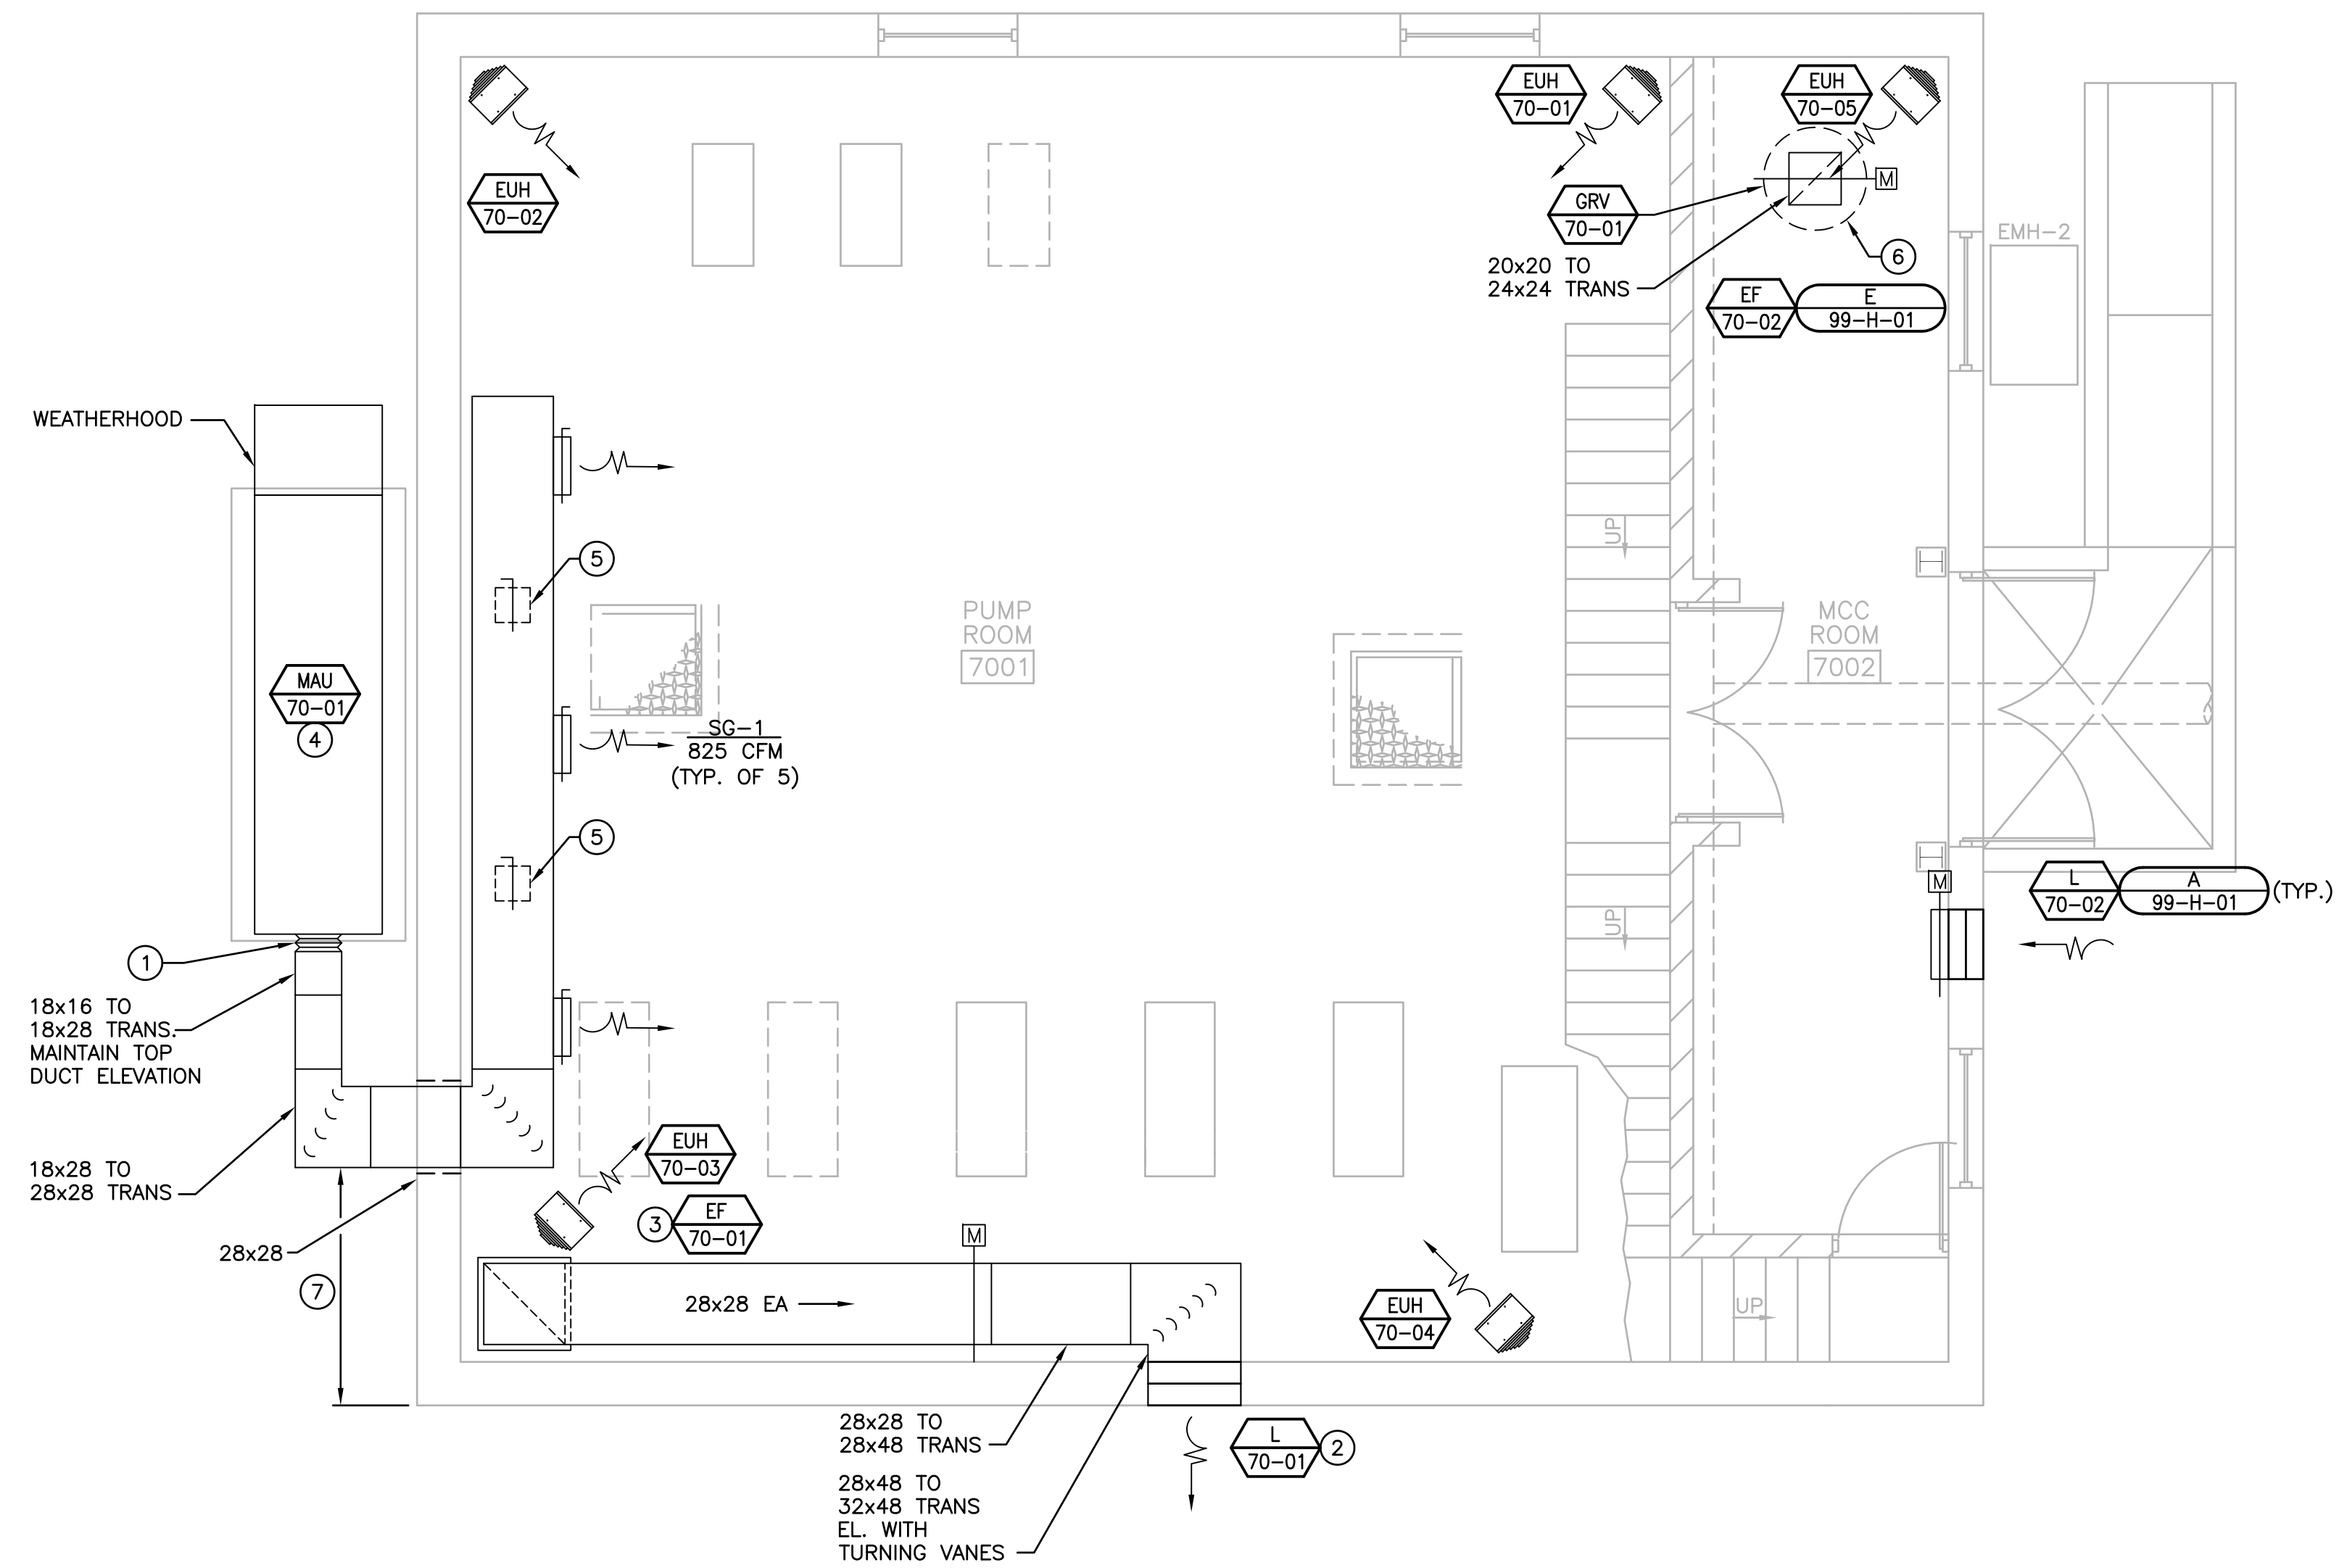 EUH
70-01
EUH
70-05
EUH
70-02
GRV
70-01
M
EMH-2
6
20x20 TO
24x24 TRANS
EF
70-02
E
99-H-01
WEATHERHOOD
UP
5
PUMP
ROOM
7001
MCC
ROOM
7002
MAU
70-01
4
SG-1
825 CFM
(TYP. OF 5)
5
M
L
70-02
A
99-H-01
(TYP.)
UP
1
18x16 TO
18x28 TRANS.
MAINTAIN TOP
DUCT ELEVATION
18x28 TO
28x28 TRANS
EUH
70-03
3
EF
70-01
M
28x28
7
28x28 EA
EUH
70-04
UP
28x28 TO
28x48 TRANS
L
70-01
2
28x48 TO
32x48 TRANS
EL. WITH
TURNING VANES